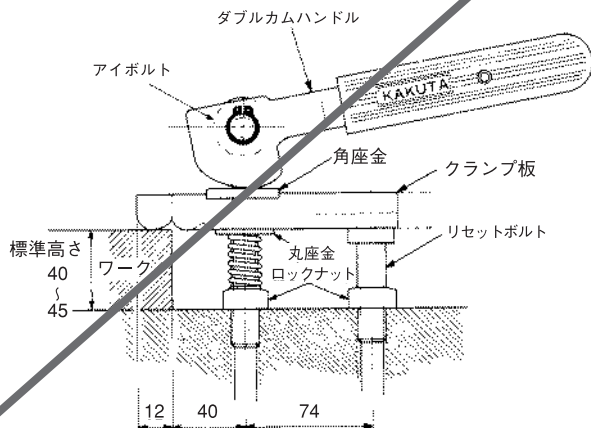 ダブルカムハンドル
アイボルト
KAKUTA
角座金
クランプ板
リセットボルト
丸座金
ロックナット
標準高さ
40
~
45
ワーク
12
40
74